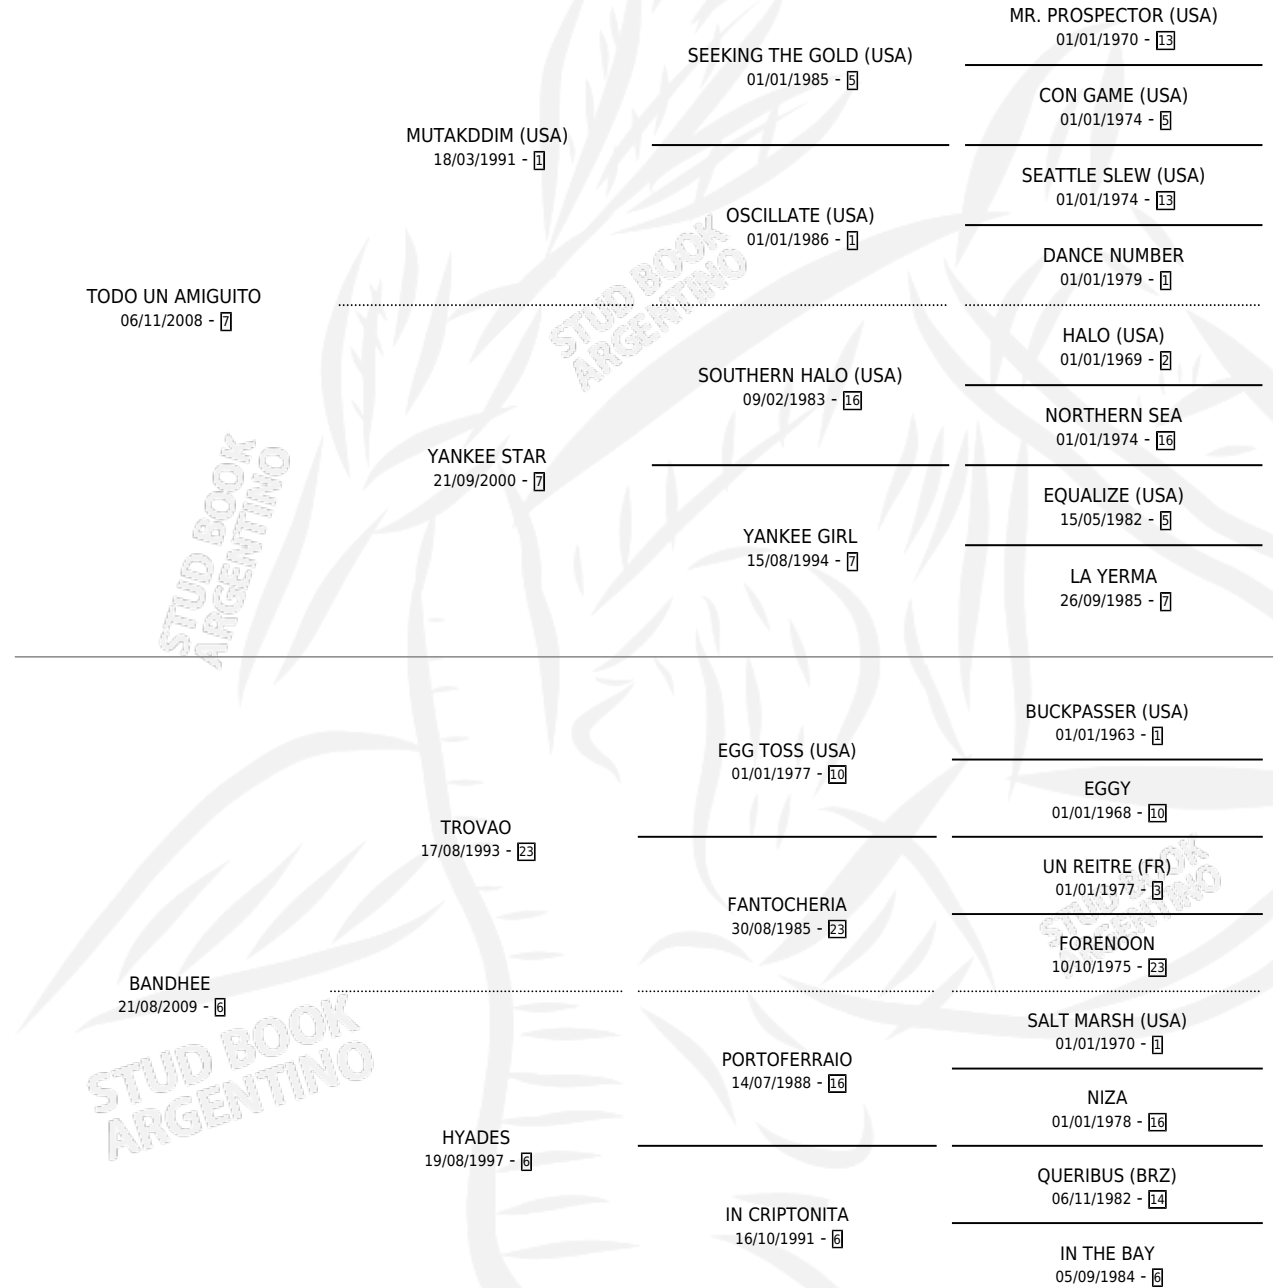 MR. PROSPECTOR (USA)
01/01/1970 - 13
SEEKING THE GOLD (USA)
01/01/1985 - 5
CON GAME (USA)
01/01/1974 - 5
MUTAKDDIM (USA)
18/03/1991 - 1
SEATTLE SLEW (USA)
01/01/1974 - 13
OSCILLATE (USA)
01/01/1986 - 1
DANCE NUMBER
01/01/1979 - 1
TODO UN AMIGUITO
06/11/2008 - 7
STUD BOOK
ARGENTINO
HALO (USA)
01/01/1969 - 2
SOUTHERN HALO (USA)
09/02/1983 - 16
NORTHERN SEA
01/01/1974 - 16
YANKEE STAR
21/09/2000 - 7
EQUALIZE (USA)
15/05/1982 - 5
YANKEE GIRL
15/08/1994 - 7
LA YERMA
26/09/1985 - 7
STUD BOOK
ARGENTINO
BUCKPASSER (USA)
01/01/1963 - 1
EGG TOSS (USA)
01/01/1977 - 10
EGGY
01/01/1968 - 10
TROVAO
17/08/1993 - 23
UN REITRE (FR)
01/01/1977 - 3
FANTOCHERIA
30/08/1985 - 23
STUD BOOK
ARGENTINO
FORENOON
10/10/1975 - 23
BANDHEE
21/08/2009 - 6
SALT MARSH (USA)
01/01/1970 - 1
PORTOFERRAIO
14/07/1988 - 16
STUD BOOK
ARGENTINO
NIZA
01/01/1978 - 16
HYADES
19/08/1997 - 6
QUERIBUS (BRZ)
06/11/1982 - 14
IN CRIPTONITA
16/10/1991 - 6
IN THE BAY
05/09/1984 - 6